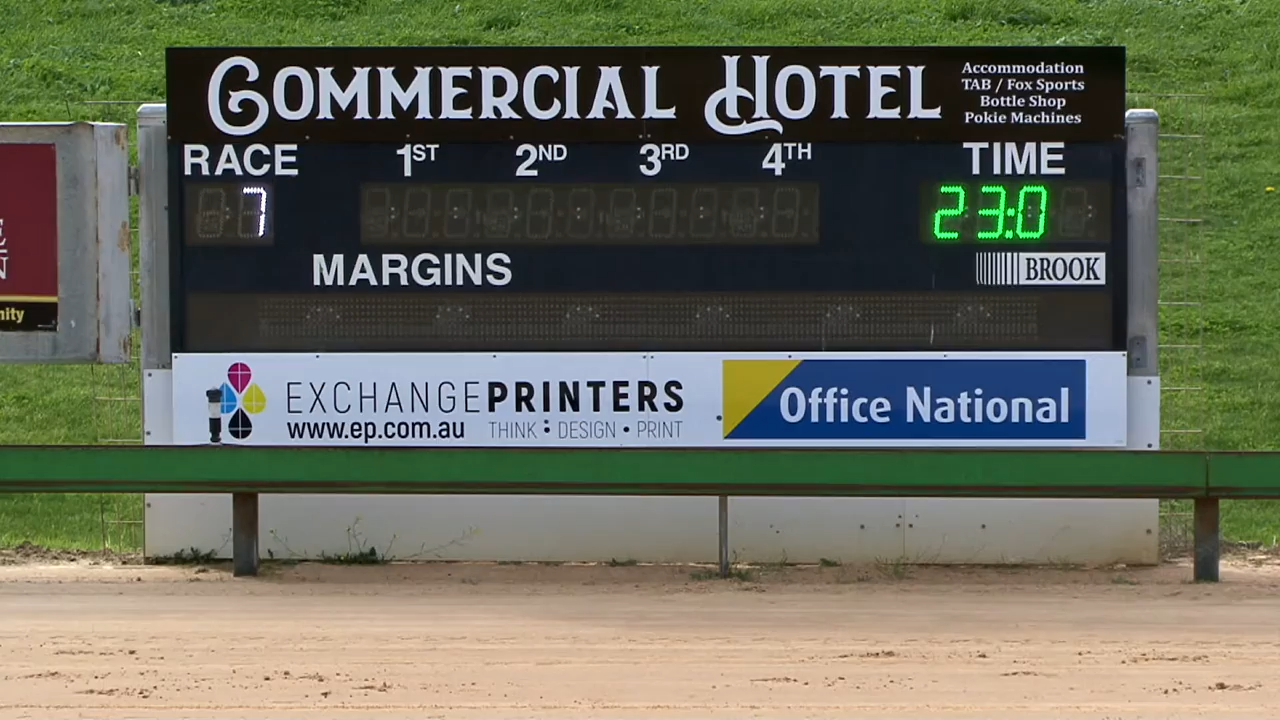 COMMERCIAL HOTEL
Accommodation
TAB / Fox Sports
Bottle Shop
Pokie Machines
RACE 1ST 2ND 3RD 4TH TIME
7 23:0
MARGINS
BROOK
EXCHANGEPRINTERS
www.ep.com.au THINK • DESIGN • PRINT
Office National